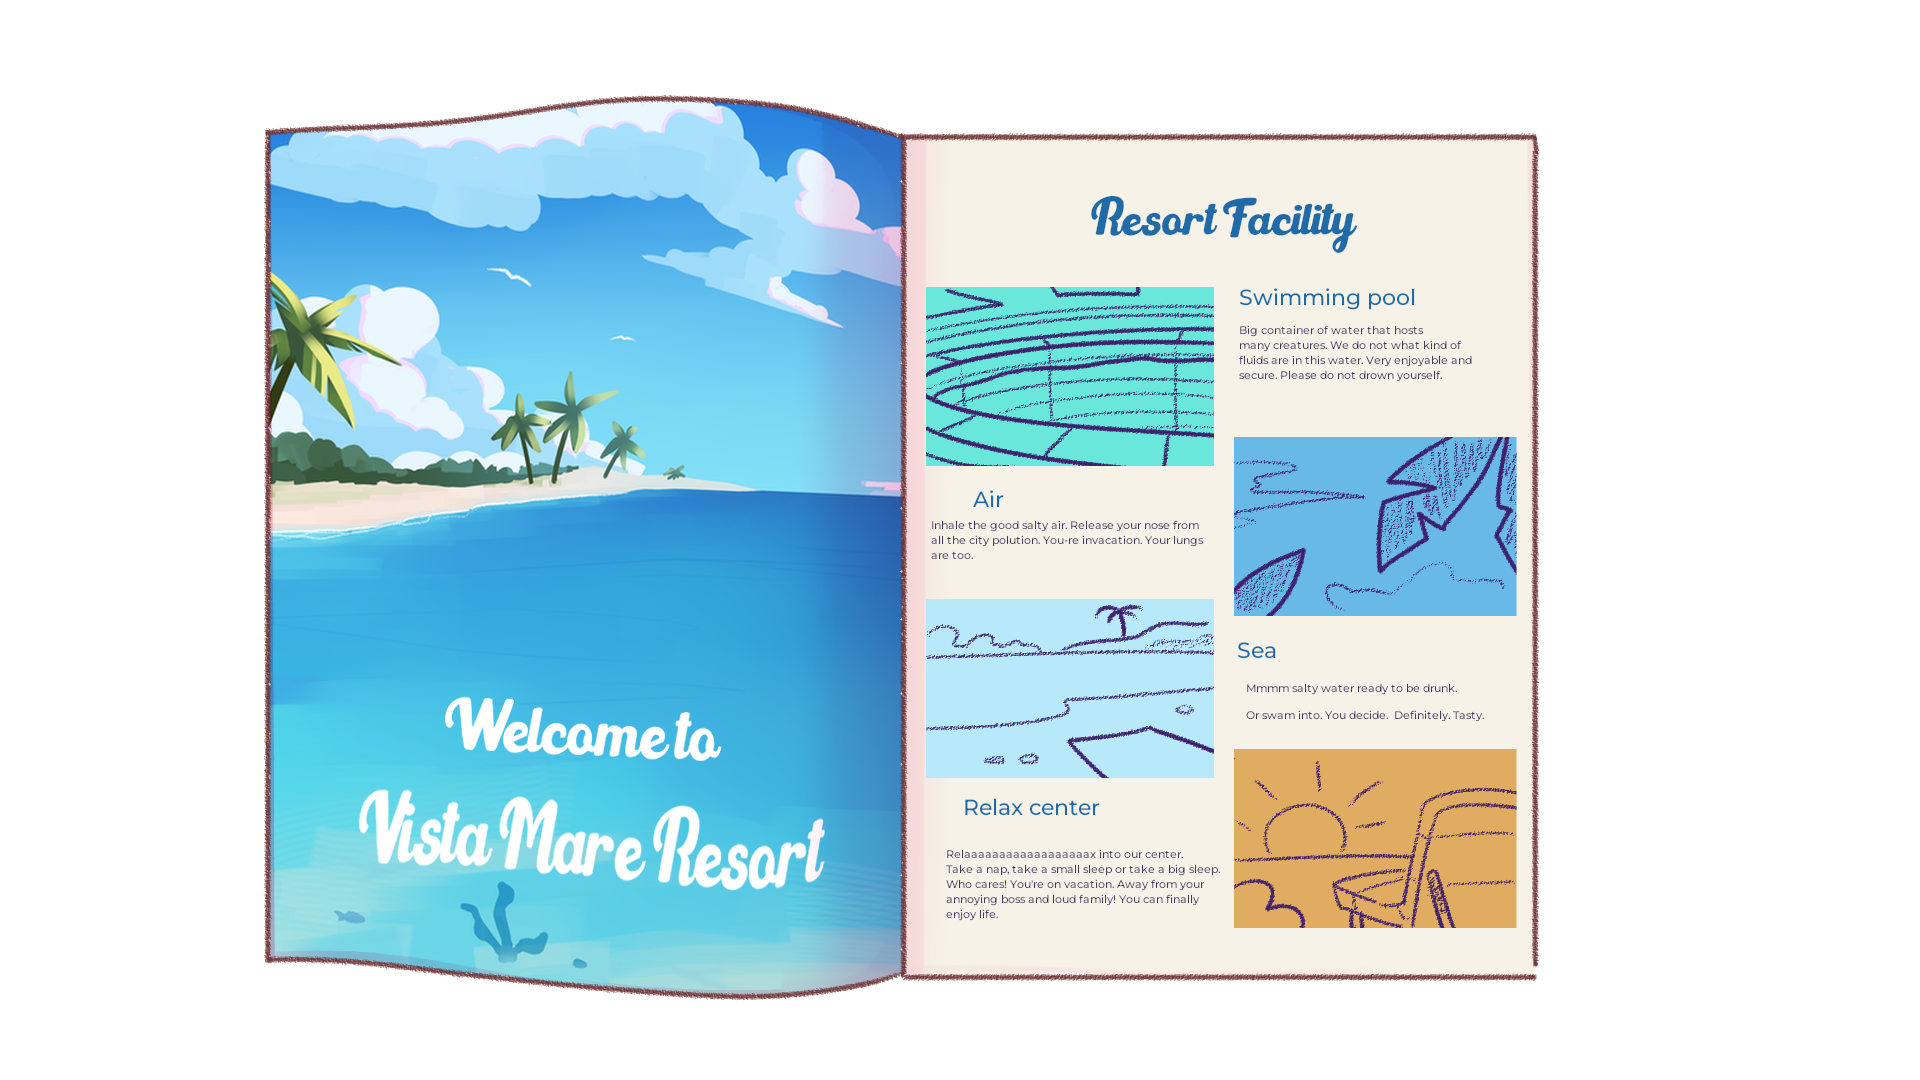 Welcome to
Vista Mare Resort
Resort Facility
Swimming pool
Big container of water that hosts
many creatures. We do not what kind of
fluids are in this water. Very enjoyable and
secure. Please do not drown yourself.
Air
Inhale the good salty air. Release your nose from
all the city polution. You-re invacation. Your lungs
are too.
Sea
Mmmm salty water ready to be drunk.
Or swam into. You decide. Definitely. Tasty.
Relax center
Relaaaaaaaaaaaaaaaaaax into our center.
Take a nap, take a small sleep or take a big sleep.
Who cares! You're on vacation. Away from your
annoying boss and loud family! You can finally
enjoy life.